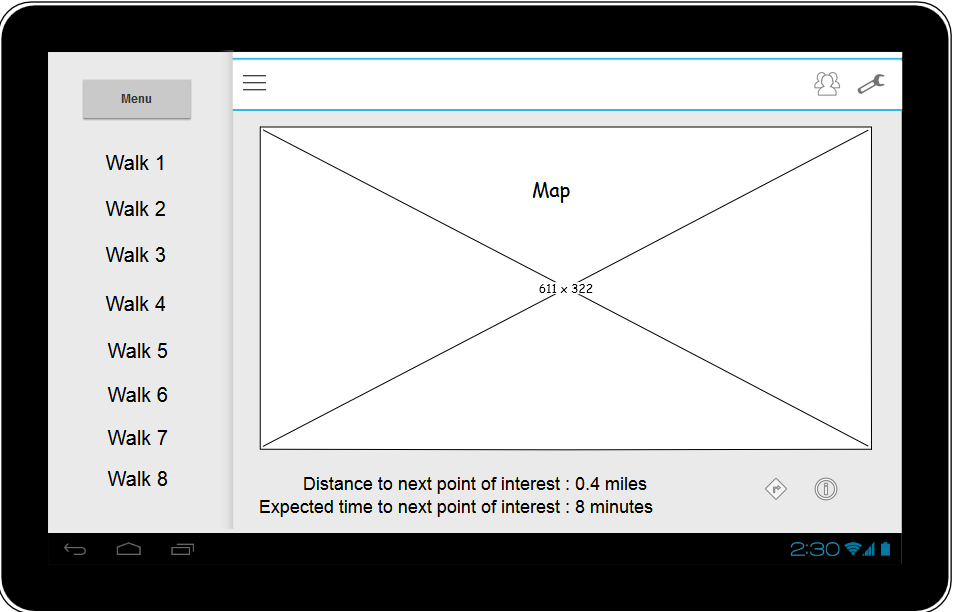 Menu
Walk 1
Walk 2
Walk 3
Walk 4
Walk 5
Walk 6
Walk 7
Walk 8
Map
611 x 322
Distance to next point of interest : 0.4 miles
Expected time to next point of interest : 8 minutes
2:30